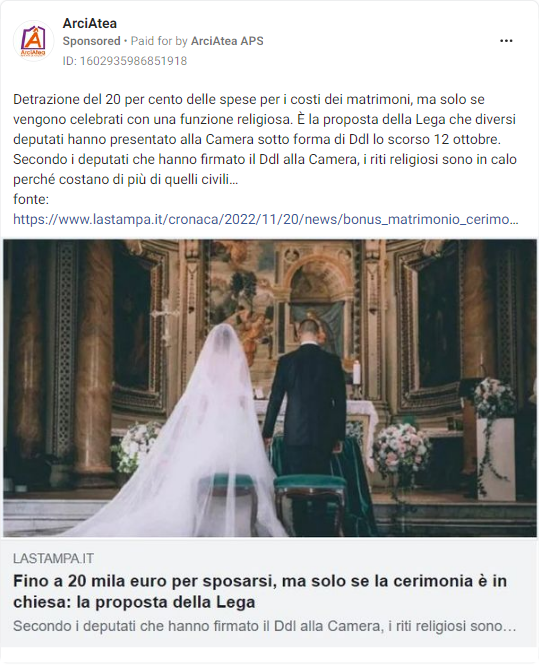 ArciAtea
Sponsored • Paid for by ArciAtea APS
ID: 1602935986851918
Detrazione del 20 per cento delle spese per i costi dei matrimoni, ma solo se
vengono celebrati con una funzione religiosa. È la proposta della Lega che diversi
deputati hanno presentato alla Camera sotto forma di Ddl lo scorso 12 ottobre.
Secondo i deputati che hanno firmato il Ddl alla Camera, i riti religiosi sono in calo
perché costano di più di quelli civili...
fonte:
https://www.lastampa.it/cronaca/2022/11/20/news/bonus_matrimonio_cerimo...
LASTAMPA.IT
Fino a 20 mila euro per sposarsi, ma solo se la cerimonia è in
chiesa: la proposta della Lega
Secondo i deputati che hanno firmato il Ddl alla Camera, i riti religiosi sono...